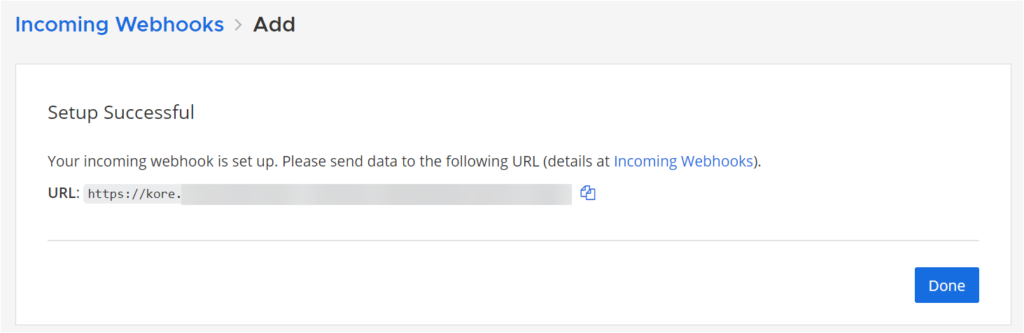 Incoming Webhooks > Add
Setup Successful
Your incoming webhook is set up. Please send data to the following URL (details at Incoming Webhooks).
URL: https://kore.
Done